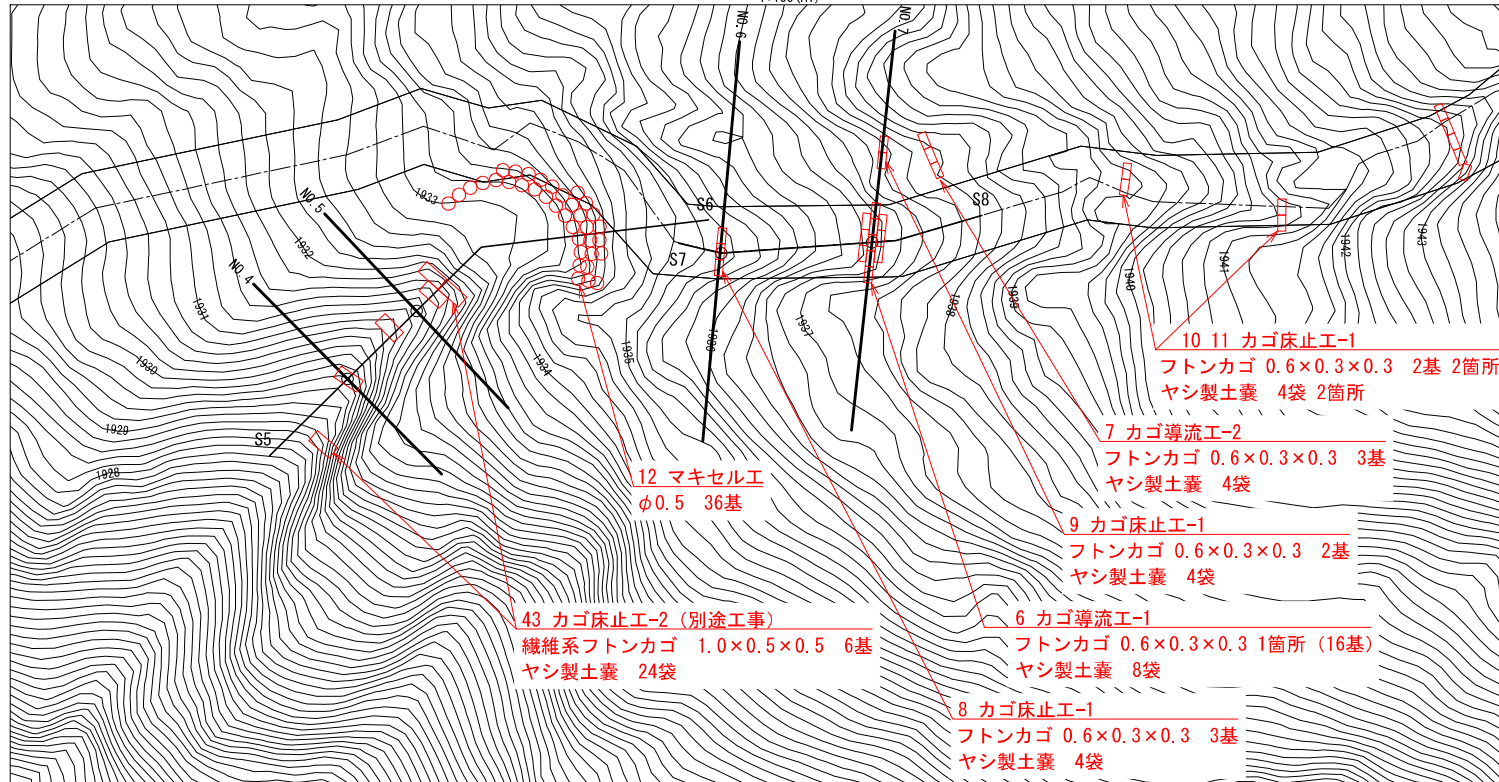 NO.6
NO.7
NO.5
NO.4
S6
S7
S8
S5
1933
1932
1931
1930
1929
1928
1934
1935
1936
1937
1938
1939
1940
1941
1942
1943
10 11 カゴ床止工-1
フトンカゴ 0.6×0.3×0.3 2基 2箇所
ヤシ製土嚢 4袋 2箇所
7 カゴ導流工-2
フトンカゴ 0.6×0.3×0.3 3基
ヤシ製土嚢 4袋
12 マキセル工
φ0.5 36基
9 カゴ床止工-1
フトンカゴ 0.6×0.3×0.3 2基
ヤシ製土嚢 4袋
43 カゴ床止工-2 (別途工事)
繊維系フトンカゴ 1.0×0.5×0.5 6基
ヤシ製土嚢 24袋
6 カゴ導流工-1
フトンカゴ 0.6×0.3×0.3 1箇所 (16基)
ヤシ製土嚢 8袋
8 カゴ床止工-1
フトンカゴ 0.6×0.3×0.3 3基
ヤシ製土嚢 4袋